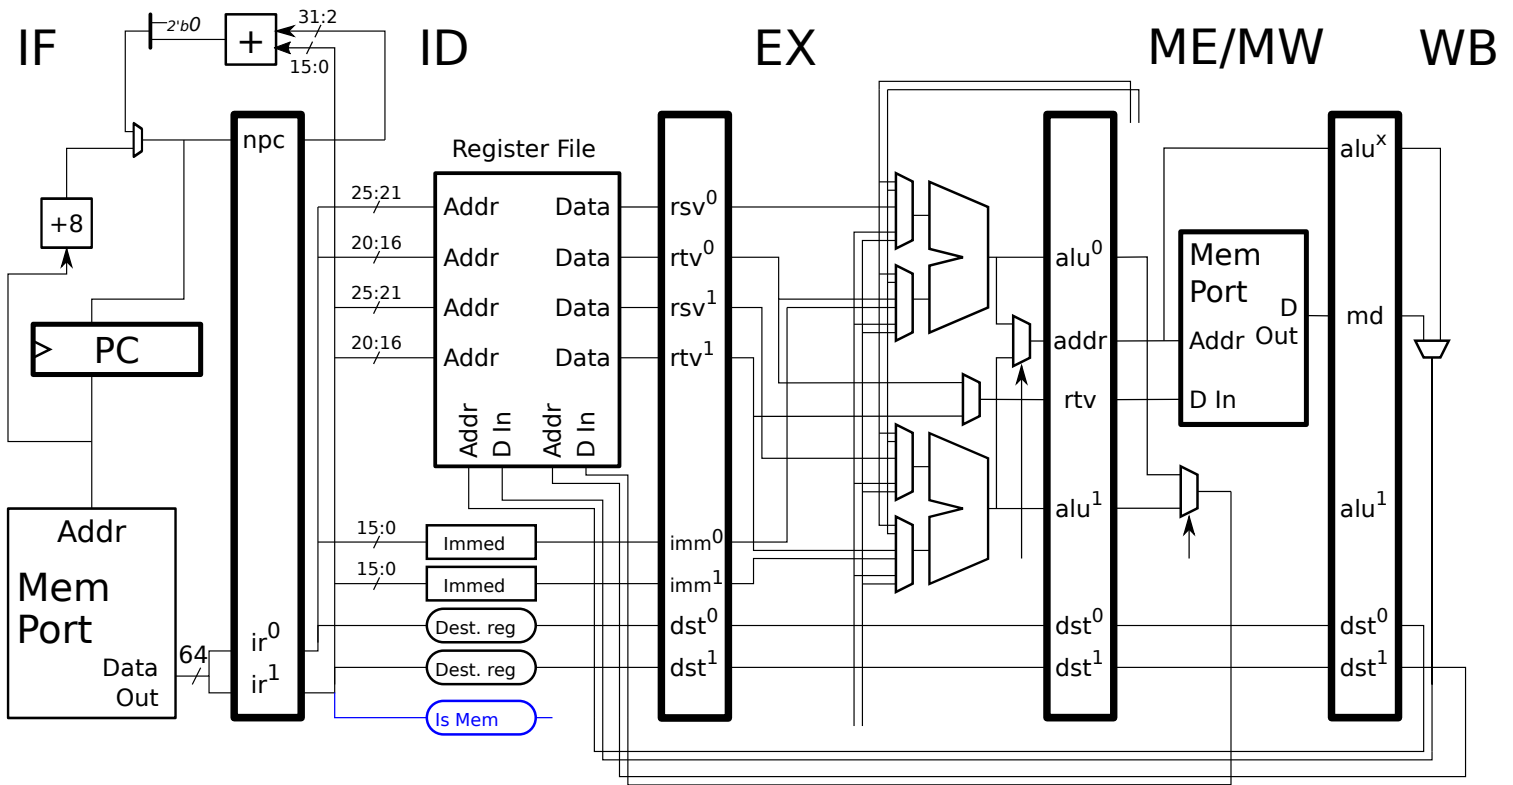 IF
ID
EX
ME/MW
WB
2'b0
+
31:2
15:0
npc
+8
PC
Addr
Mem
Port
Data
Out
64
ir0
ir1
Register File
25:21
Addr
Data
20:16
Addr
Data
25:21
Addr
Data
20:16
Addr
Data
Addr
D In
Addr
D In
15:0
Immed
15:0
Immed
Dest. reg
Dest. reg
Is Mem
rsv0
rtv0
rsv1
rtv1
imm0
imm1
dst0
dst1
alu0
addr
rtv
alu1
dst0
dst1
Mem
Port
D
Out
Addr
D In
alux
md
alu1
dst0
dst1